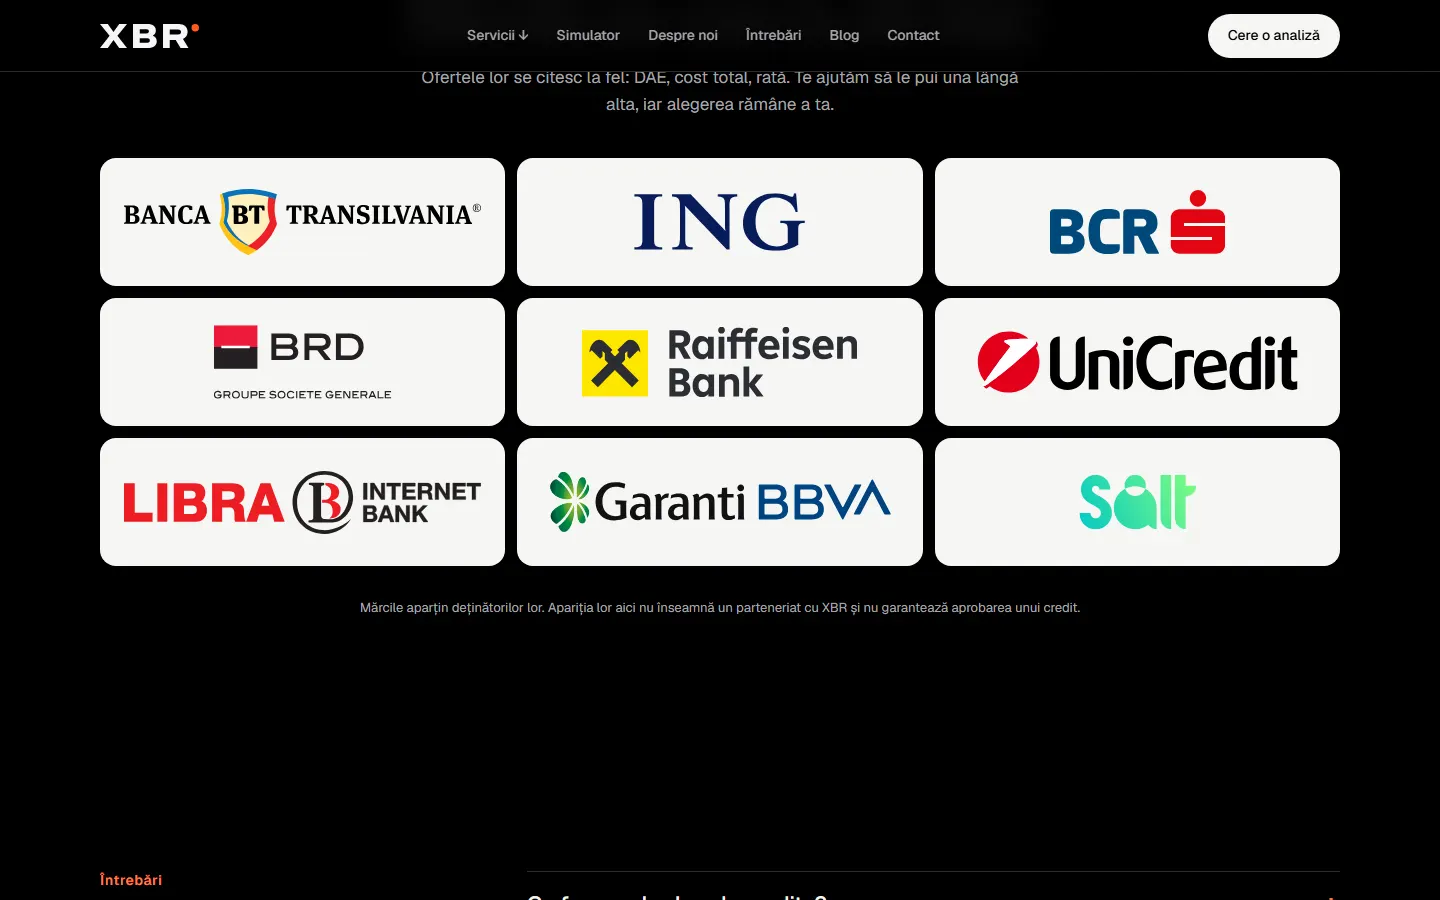 XBR
Servicii ↓
Simulator
Despre noi
Întrebări
Blog
Contact
Cere o analiză
Ofertele lor se citesc la fel: DAE, cost total, rată. Te ajutăm să le pui una lângă
alta, iar alegerea rămâne a ta.
BANCA BT TRANSILVANIA®
ING
BCR
BRD
GROUPE SOCIETE GENERALE
Raiffeisen
Bank
UniCredit
LIBRA B INTERNET
BANK
Garanti BBVA
Salt
Mărcile aparțin deținătorilor lor. Apariția lor aici nu înseamnă un parteneriat cu XBR și nu garantează aprobarea unui credit.
Întrebări